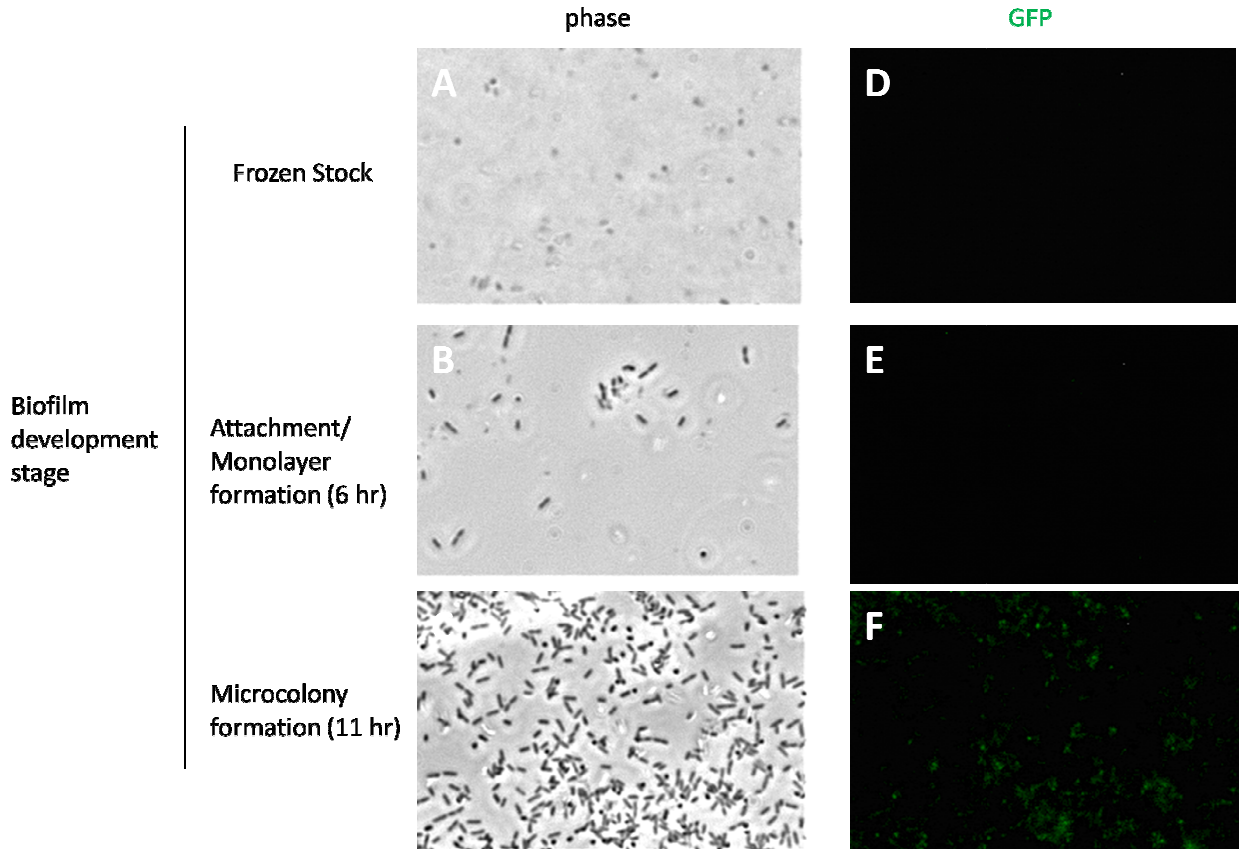 phase
GFP
A
D
Frozen Stock
B
E
Biofilm
development
stage
Attachment/
Monolayer
formation (6 hr)
F
Microcolony
formation (11 hr)